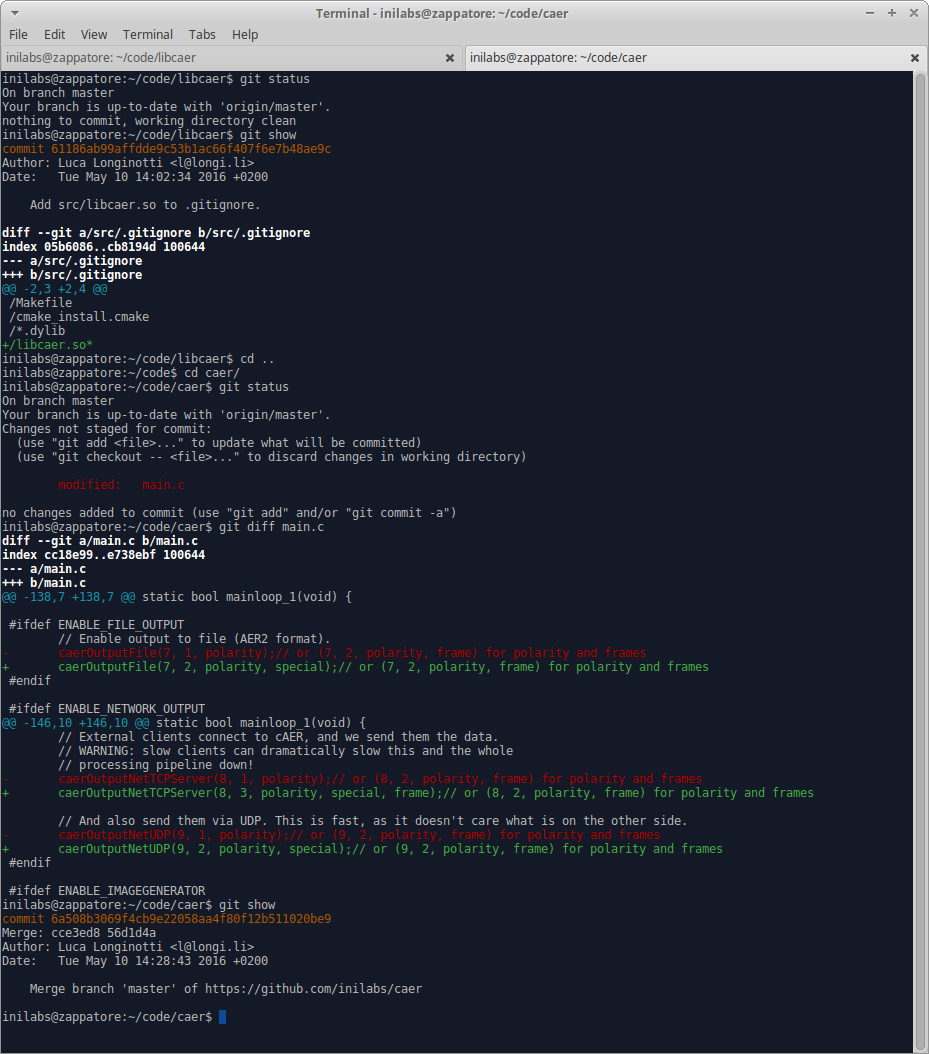 Terminal - inilabs@zappatore: ~/code/caer
File Edit View Terminal Tabs Help
inilabs@zappatore: ~/code/libcaer
inilabs@zappatore: ~/code/caer
inilabs@zappatore:~/code/libcaer$ git status
On branch master
Your branch is up-to-date with 'origin/master'.
nothing to commit, working directory clean
inilabs@zappatore:~/code/libcaer$ git show
commit 61186ab99affdde9c53b1ac66f407f6e7b48ae9c
Author: Luca Longinotti <l@longi.li>
Date:   Tue May 10 14:02:34 2016 +0200
    Add src/libcaer.so to .gitignore.
diff --git a/src/.gitignore b/src/.gitignore
index 05b6086..cb8194d 100644
--- a/src/.gitignore
+++ b/src/.gitignore
@@ -2,3 +2,4 @@
 /Makefile
 /cmake_install.cmake
 /*.dylib
+/libcaer.so*
inilabs@zappatore:~/code/libcaer$ cd ..
inilabs@zappatore:~/code$ cd caer/
inilabs@zappatore:~/code/caer$ git status
On branch master
Your branch is up-to-date with 'origin/master'.
Changes not staged for commit:
  (use "git add <file>..." to update what will be committed)
  (use "git checkout -- <file>..." to discard changes in working directory)
        modified:   main.c
no changes added to commit (use "git add" and/or "git commit -a")
inilabs@zappatore:~/code/caer$ git diff main.c
diff --git a/main.c b/main.c
index cc18e99..e738ebf 100644
--- a/main.c
+++ b/main.c
@@ -138,7 +138,7 @@ static bool mainloop_1(void) {
 #ifdef ENABLE_FILE_OUTPUT
        // Enable output to file (AER2 format).
-       caerOutputFile(7, 1, polarity);// or (7, 2, polarity, frame) for polarity and frames
+       caerOutputFile(7, 2, polarity, special);// or (7, 2, polarity, frame) for polarity and frames
 #endif
 #ifdef ENABLE_NETWORK_OUTPUT
@@ -146,10 +146,10 @@ static bool mainloop_1(void) {
        // External clients connect to cAER, and we send them the data.
        // WARNING: slow clients can dramatically slow this and the whole
        // processing pipeline down!
-       caerOutputNetTCPServer(8, 1, polarity);// or (8, 2, polarity, frame) for polarity and frames
+       caerOutputNetTCPServer(8, 3, polarity, special, frame);// or (8, 2, polarity, frame) for polarity and frames
        // And also send them via UDP. This is fast, as it doesn't care what is on the other side.
-       caerOutputNetUDP(9, 1, polarity);// or (9, 2, polarity, frame) for polarity and frames
+       caerOutputNetUDP(9, 2, polarity, special);// or (9, 2, polarity, frame) for polarity and frames
 #endif
 #ifdef ENABLE_IMAGEGENERATOR
inilabs@zappatore:~/code/caer$ git show
commit 6a508b3069f4cb9e22058aa4f80f12b511020be9
Merge: cce3ed8 56d1d4a
Author: Luca Longinotti <l@longi.li>
Date:   Tue May 10 14:28:43 2016 +0200
    Merge branch 'master' of https://github.com/inilabs/caer
inilabs@zappatore:~/code/caer$